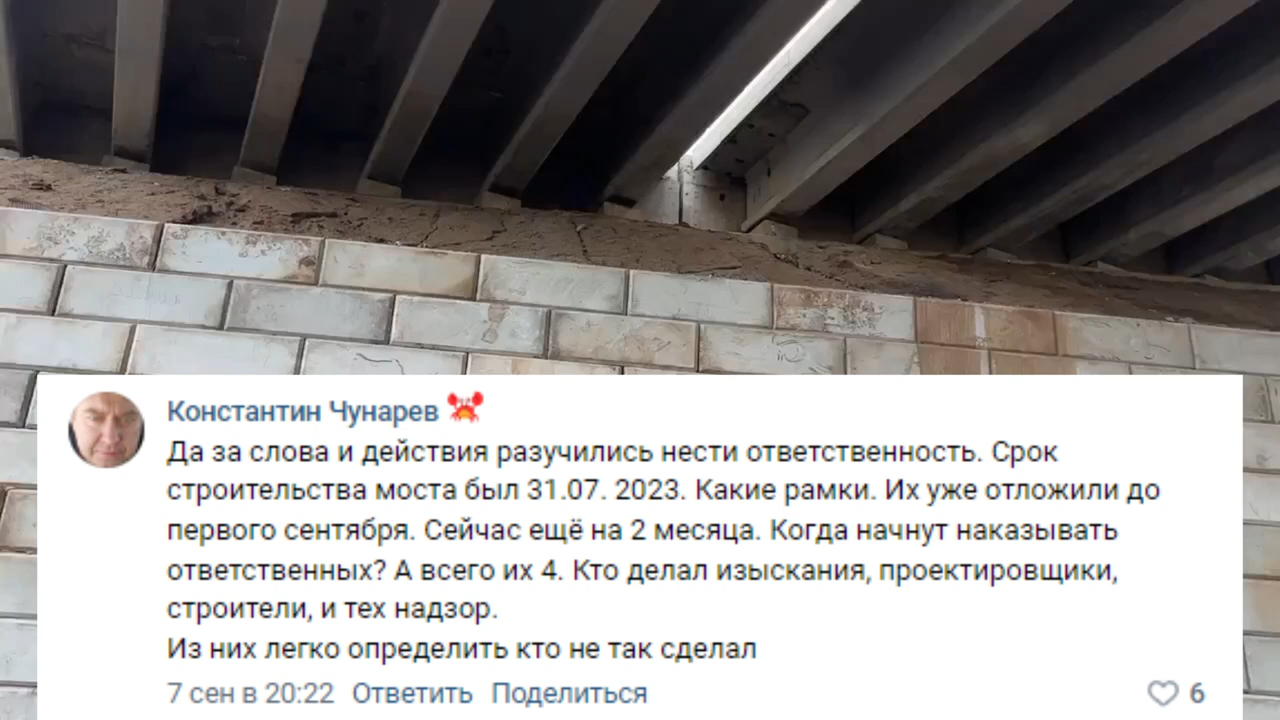 Константин Чунарев
Да за слова и действия разучились нести ответственность. Срок
строительства моста был 31.07. 2023. Какие рамки. Их уже отложили до
первого сентября. Сейчас ещё на 2 месяца. Когда начнут наказывать
ответственных? А всего их 4. Кто делал изыскания, проектировщики,
строители, и тех надзор.
Из них легко определить кто не так сделал
7 сен в 20:22 Ответить Поделиться 6